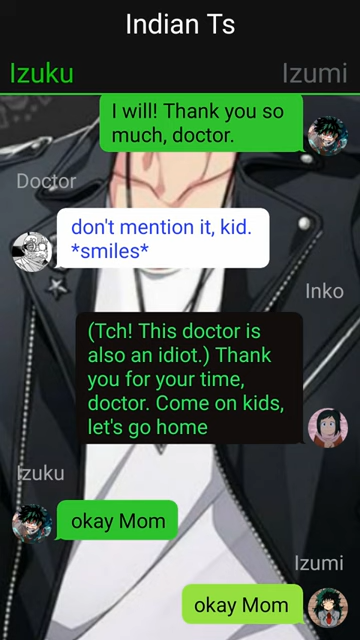 Indian Ts
Izuku
Izumi
I will! Thank you so
much, doctor.
Doctor
don't mention it, kid.
*smiles*
Inko
(Tch! This doctor is
also an idiot.) Thank
you for your time,
doctor. Come on kids,
let's go home
Izuku
okay Mom
Izumi
okay Mom